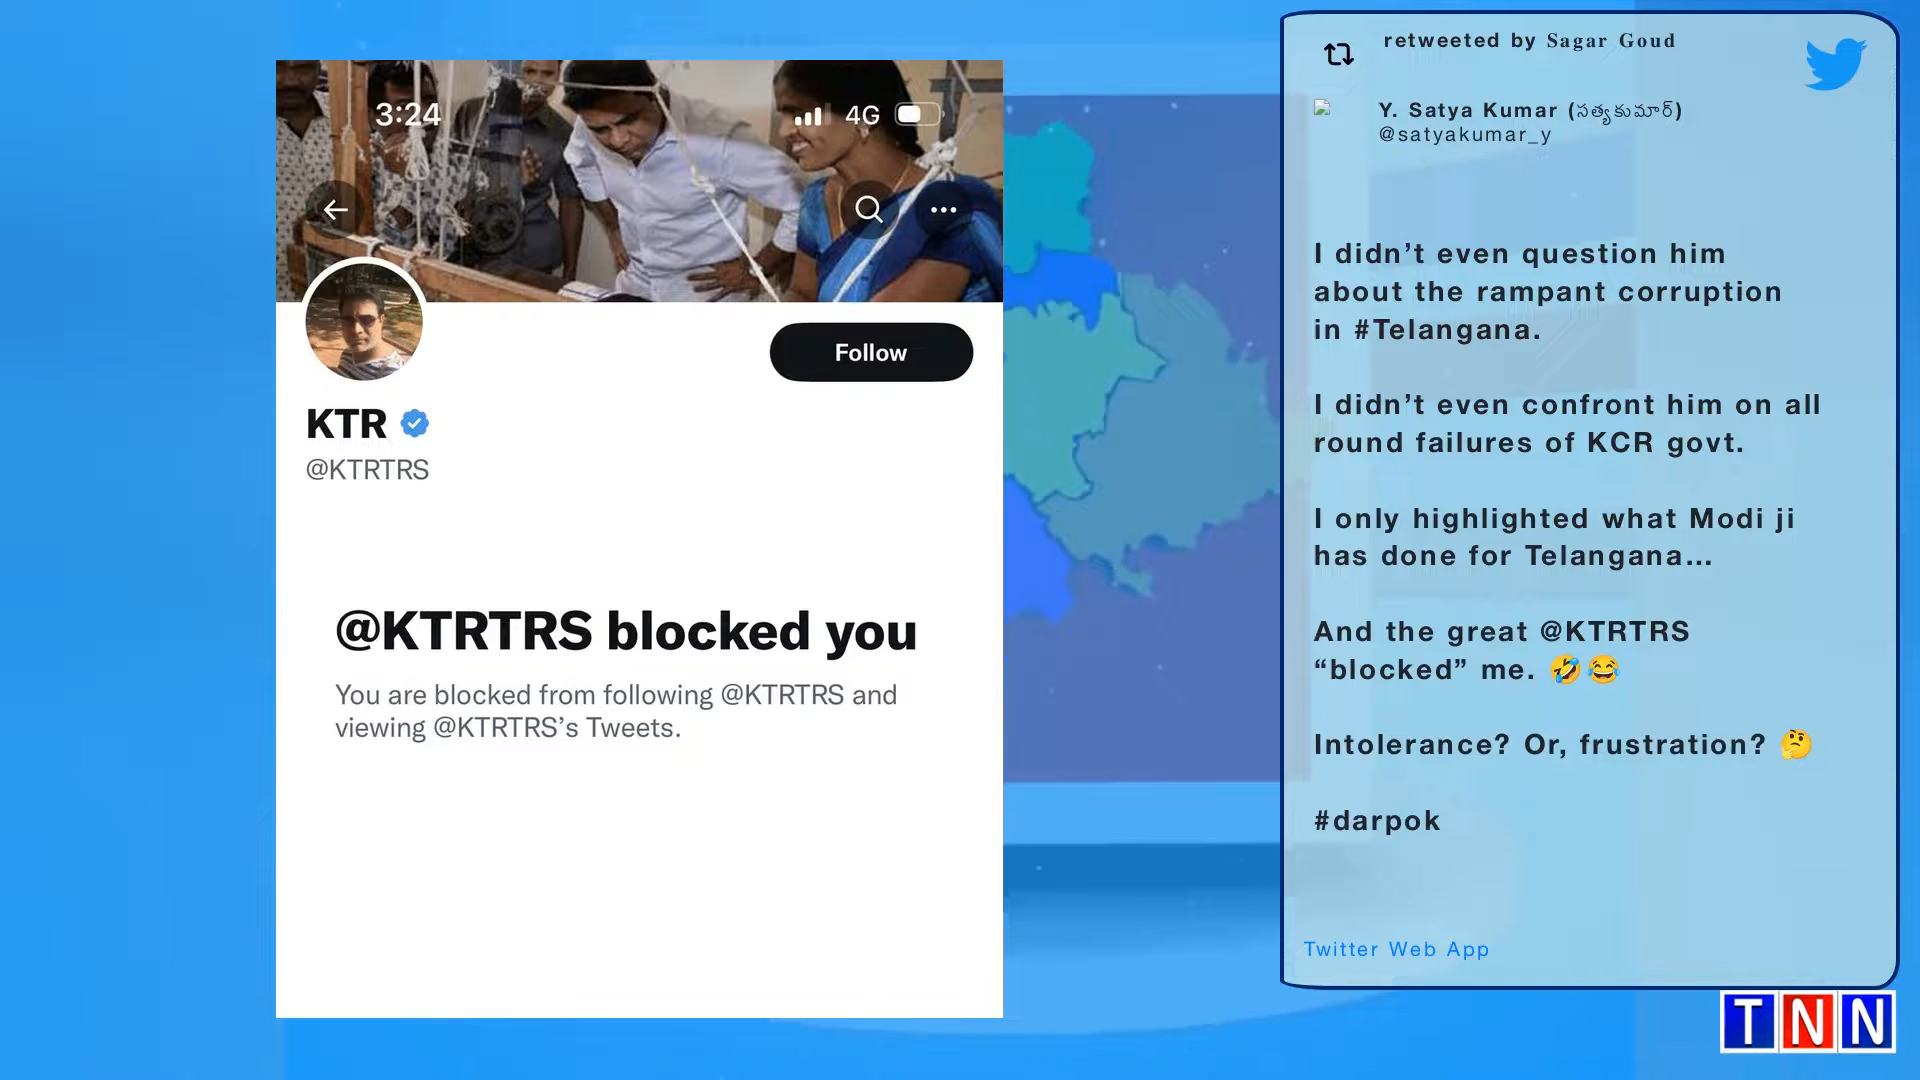 3:24
4G
Follow
KTR
@KTRTRS
@KTRTRS blocked you
You are blocked from following @KTRTRS and
viewing @KTRTRS’s Tweets.
retweeted by Sagar Goud
Y. Satya Kumar (సత్యకుమార్)
@satyakumar_y
I didn’t even question him
about the rampant corruption
in #Telangana.
I didn’t even confront him on all
round failures of KCR govt.
I only highlighted what Modi ji
has done for Telangana...
And the great @KTRTRS
“blocked” me. 🤣😂
Intolerance? Or, frustration? 🤔
#darpok
Twitter Web App
TNN